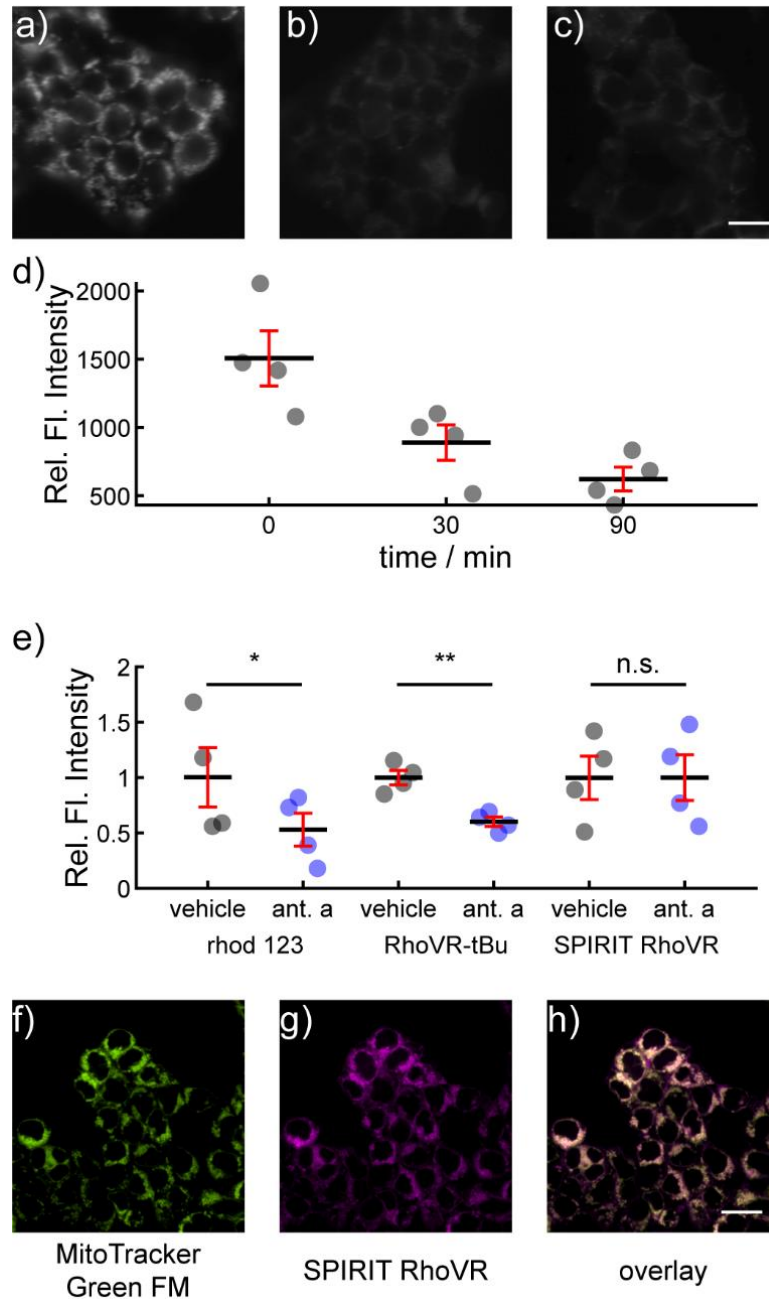 a)
b)
c)
d)
Rel. Fl. Intensity
2000
1500
1000
500
0
30
90
time / min
e)
Rel. Fl. Intensity
2
1.5
1
0.5
0
*
**
n.s.
vehicle
ant. a
vehicle
ant. a
vehicle
ant. a
rhod 123
RhoVR-tBu
SPIRIT RhoVR
f)
g)
h)
MitoTracker
Green FM
SPIRIT RhoVR
overlay